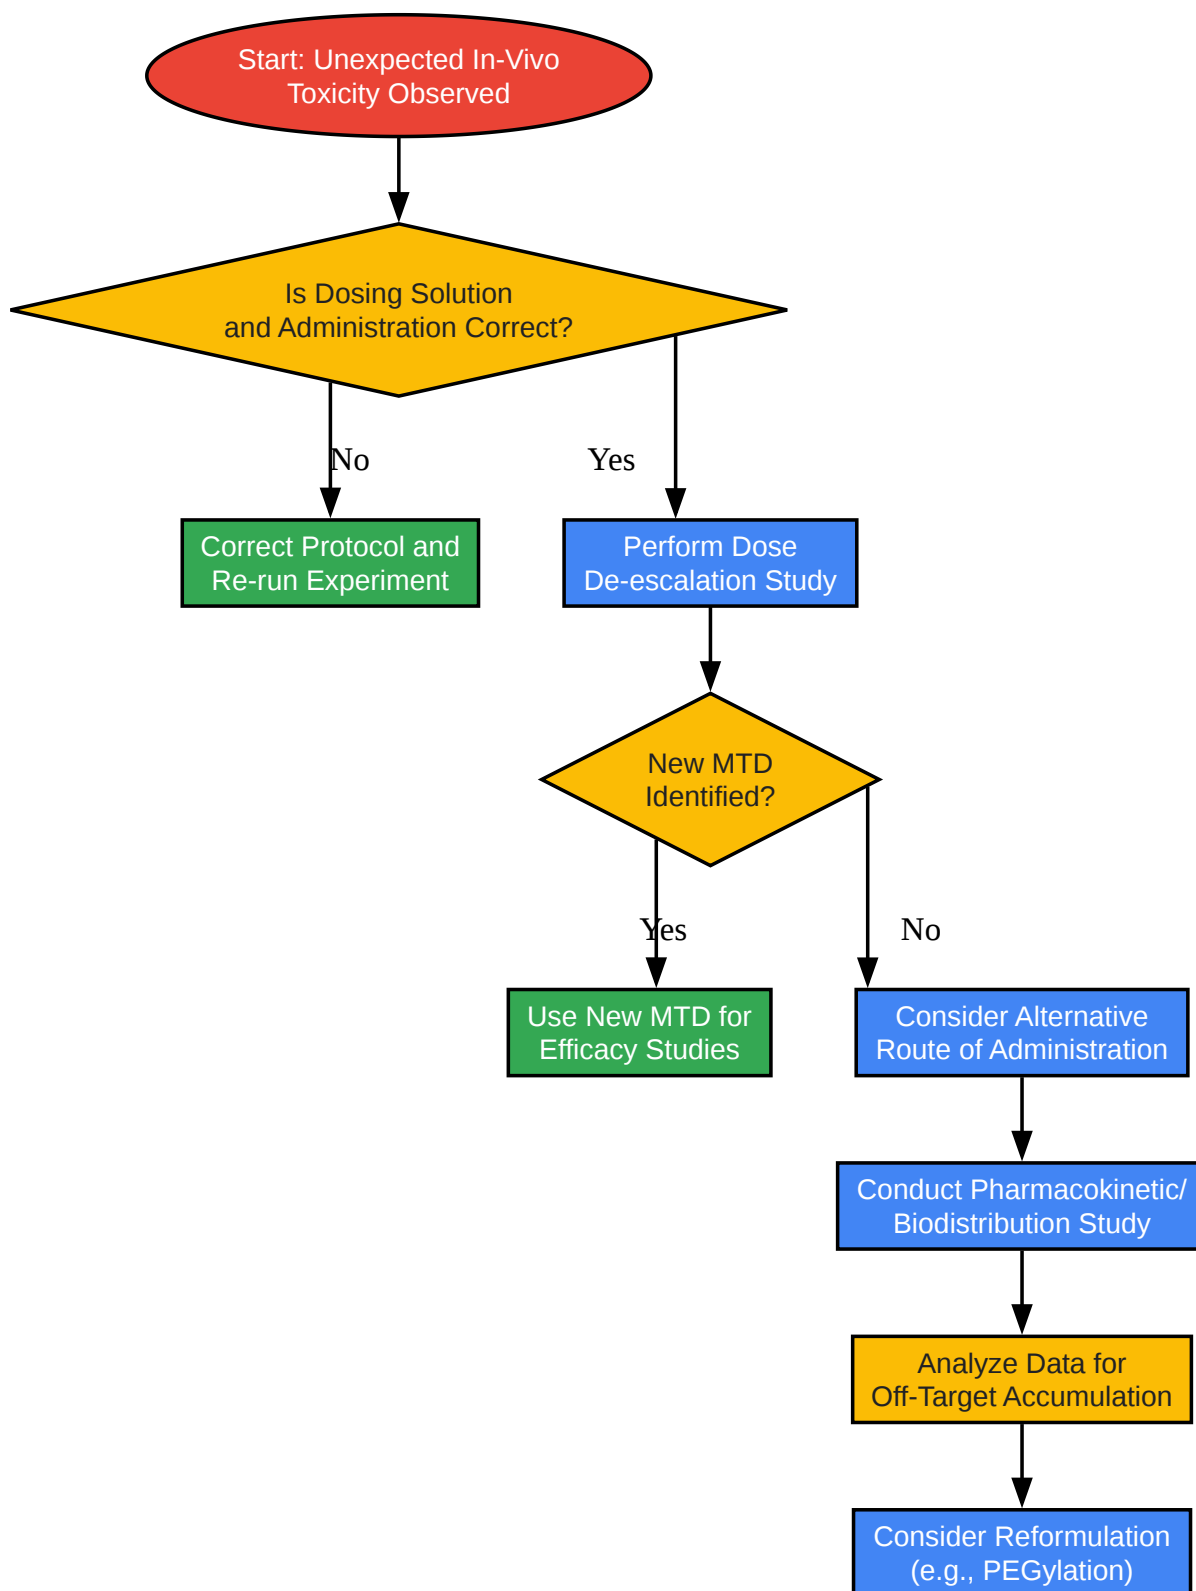 Start: Unexpected In-Vivo
Toxicity Observed
Is Dosing Solution
and Administration Correct?
No
Yes
Correct Protocol and
Re-run Experiment
Perform Dose
De-escalation Study
New MTD
Identified?
Yes
No
Use New MTD for
Efficacy Studies
Consider Alternative
Route of Administration
Conduct Pharmacokinetic/
Biodistribution Study
Analyze Data for
Off-Target Accumulation
Consider Reformulation
(e.g., PEGylation)